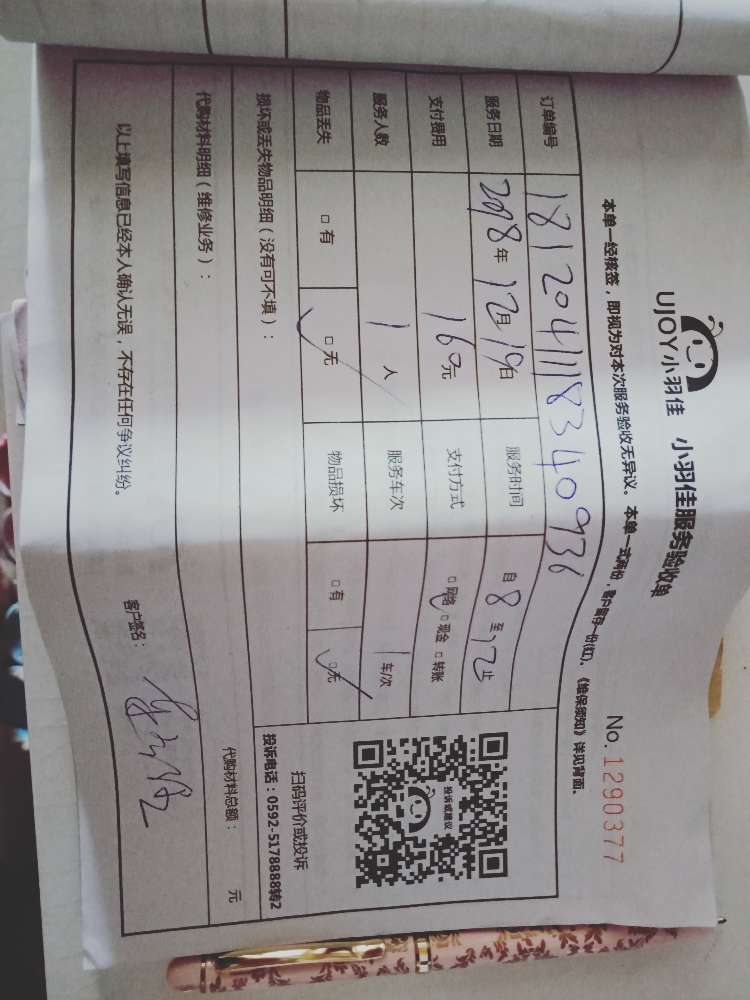 UJOY小羽佳 小羽佳服务验收单 No. 1290377
本单一经核签，即视为对本次服务验收无异议。本单一式两份，客户留存一份(红)。《维保须知》详见背面。
订单编号 1812041118340936
服务日期 2018年12月19日 服务时间 自8至12止
支付费用 160元 支付方式 □网络 □现金 □转账
服务人数 1人 服务车次 1车/次
物品丢失 □有 □无 物品损坏 □有 □无
投诉或建议
扫码评价或投诉
投诉电话：0592-5178888转2
损坏或丢失物品明细（没有可不填）：
代购材料明细（维修业务）： 代购材料总额： 元
以上填写信息已经本人确认无误，不存在任何争议纠纷。 客户签名：